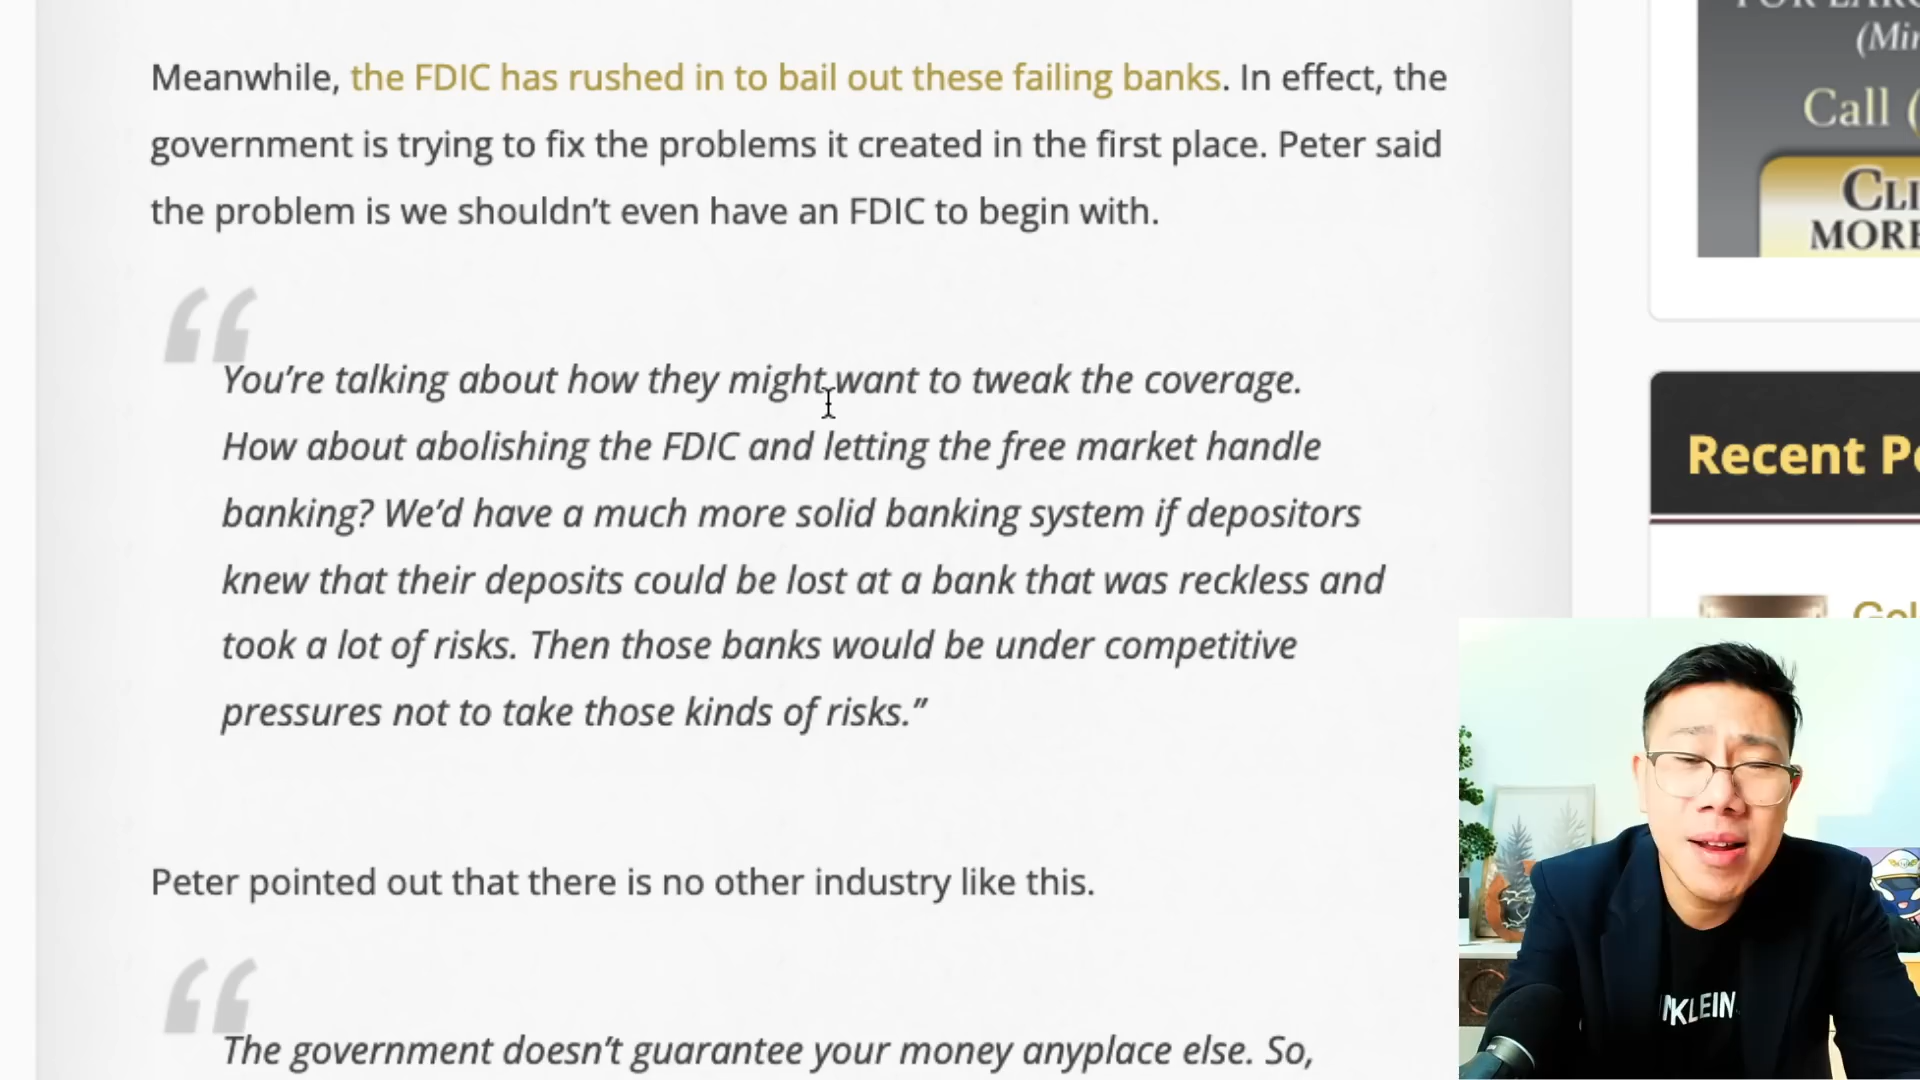 Meanwhile, the FDIC has rushed in to bail out these failing banks. In effect, the
government is trying to fix the problems it created in the first place. Peter said
the problem is we shouldn’t even have an FDIC to begin with.
“
You’re talking about how they might want to tweak the coverage.
How about abolishing the FDIC and letting the free market handle
banking? We’d have a much more solid banking system if depositors
knew that their deposits could be lost at a bank that was reckless and
took a lot of risks. Then those banks would be under competitive
pressures not to take those kinds of risks.”
Peter pointed out that there is no other industry like this.
“
The government doesn’t guarantee your money anyplace else. So,
Call (
MORE
Recent
KLEIN